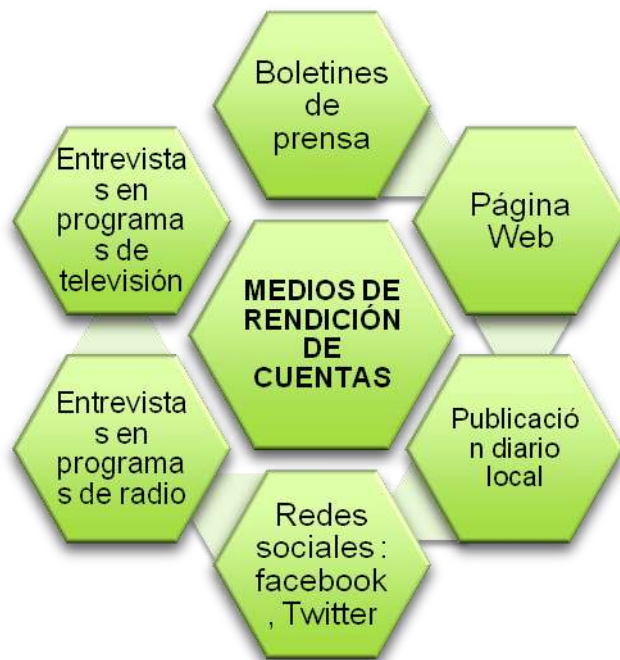 Boletines
de
prensa
Página
Web
Publicació
n diario
local
Redes
sociales :
facebook
, Twitter
Entrevista
s en
programa
s de radio
Entrevista
s en
programa
s de
televisión
MEDIOS DE
RENDICIÓN
DE
CUENTAS